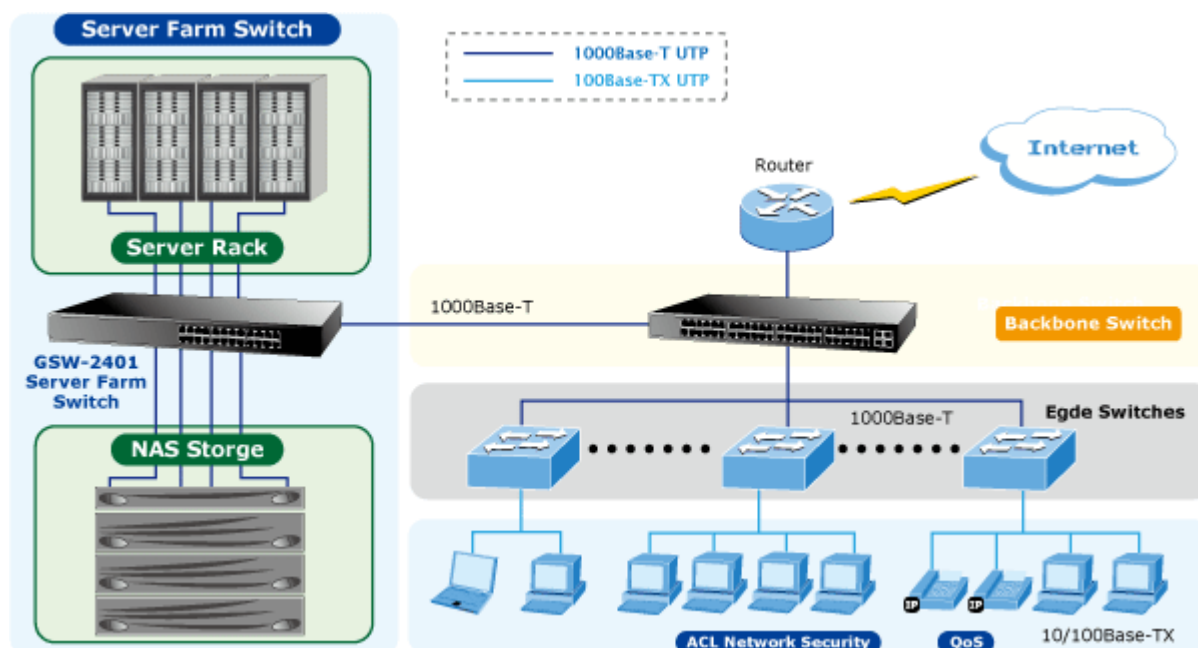 Server Farm Switch
1000Base-T UTP
100Base-TX UTP
Internet
Router
Server Rack
1000Base-T
Backbone Switch
GSW-2401
Server Farm
Switch
1000Base-T
Egde Switches
NAS Storge
IP
IP
ACL Network Security
QoS
10/100Base-TX